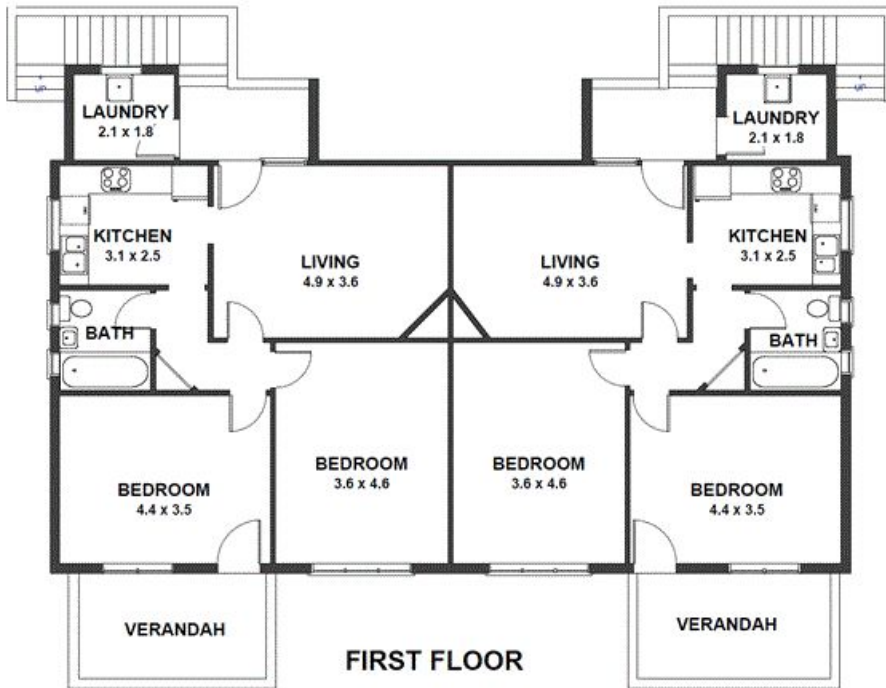 UP
UP
LAUNDRY
2.1 x 1.8
LAUNDRY
2.1 x 1.8
KITCHEN
3.1 x 2.5
LIVING
4.9 x 3.6
LIVING
4.9 x 3.6
KITCHEN
3.1 x 2.5
BATH
BATH
BEDROOM
4.4 x 3.5
BEDROOM
3.6 x 4.6
BEDROOM
3.6 x 4.6
BEDROOM
4.4 x 3.5
VERANDAH
VERANDAH
FIRST FLOOR